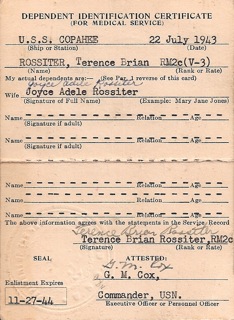 DEPENDENT IDENTIFICATION CERTIFICATE
(FOR MEDICAL SERVICE)
U.S.S. COPAHEE 22 July 1943
(Ship or Station) (Date)
ROSSITER, Terence Brian RM2c(V-3)
(Name) (Rank or Rate)
My actual dependents are:— (See Par. 1 reverse of this card)
Joyce Adele Rossiter
Wife Joyce Adele Rossiter
(Signature of Full Name) (Example: Mary Jane Jones)
Name Relation Age
(Signature if adult)
Name Relation Age
(Signature if adult)
Name Relation Age
Name Relation Age
Name Relation Age
The above information agrees with the statements in the Service Record
Terence Brian Rossiter
Terence Brian Rossiter, RM2c
(Signature) (Rank or Rate)
SEAL ATTESTED:
G. M. Cox
G. M. Cox,
Enlistment Expires
11-27-44 Commander, USN.
Executive Officer or Personnel Officer